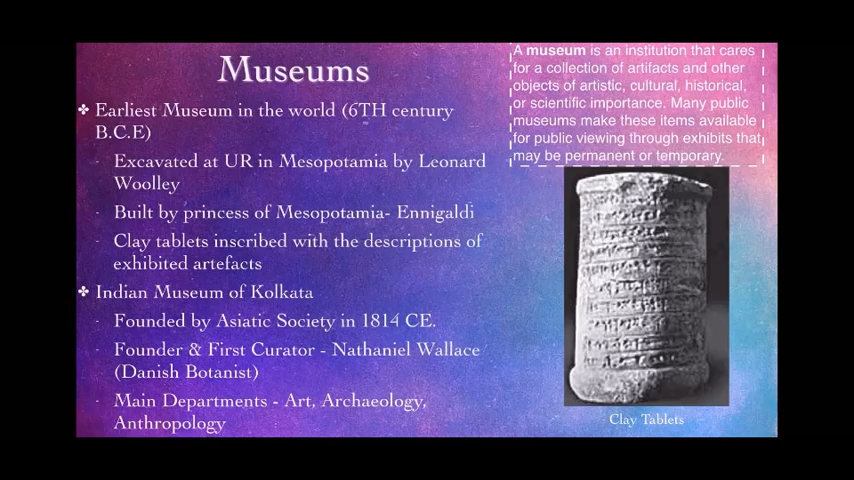 Museums
❖ Earliest Museum in the world (6TH century
B.C.E)
- Excavated at UR in Mesopotamia by Leonard
Woolley
- Built by princess of Mesopotamia- Ennigaldi
- Clay tablets inscribed with the descriptions of
exhibited artefacts
❖ Indian Museum of Kolkata
- Founded by Asiatic Society in 1814 CE.
- Founder & First Curator - Nathaniel Wallace
(Danish Botanist)
- Main Departments - Art, Archaeology,
Anthropology
A museum is an institution that cares
for a collection of artifacts and other
objects of artistic, cultural, historical,
or scientific importance. Many public
museums make these items available
for public viewing through exhibits that
may be permanent or temporary.
Clay Tablets